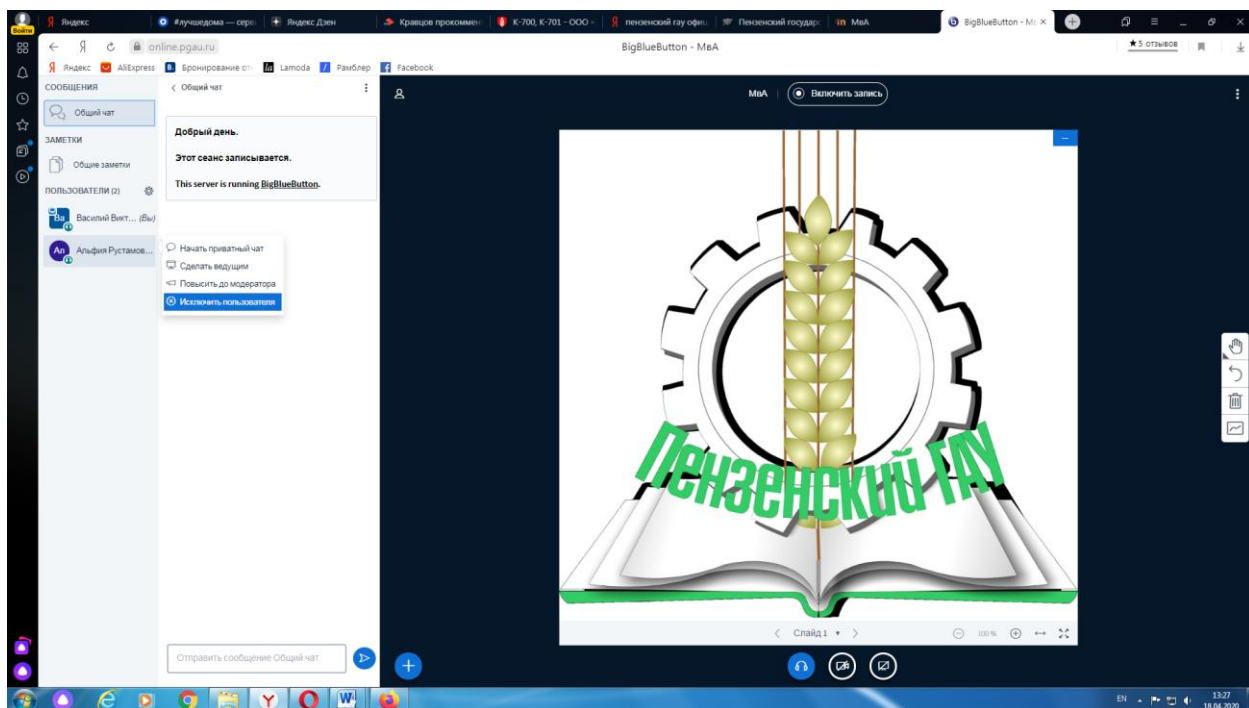 Войти
Яндекс
#лучшедома — серв
Яндекс Дзен
Кравцов прокоммен
К-700, К-701 - ООО -
пензенский гау офиц
Пензенский государс
МвА
BigBlueButton - Мв
online.pgau.ru
BigBlueButton - МвА
★5 отзывов
Яндекс
AliExpress
Бронирование от
Lamoda
Рамблер
Facebook
СООБЩЕНИЯ
Общий чат
ЗАМЕТКИ
Общие заметки
ПОЛЬЗОВАТЕЛИ (2)
Ва
Василий Викт... (Вы)
Ал
Альфия Рустамов...
Общий чат
Добрый день.
Этот сеанс записывается.
This server is running BigBlueButton.
Начать приватный чат
Сделать ведущим
Повысить до модератора
Исключить пользователя
Отправить сообщение Общий чат
МвА
Включить запись
Пензенский ГАУ
Слайд 1
100%
EN
13:27
18.04.2020